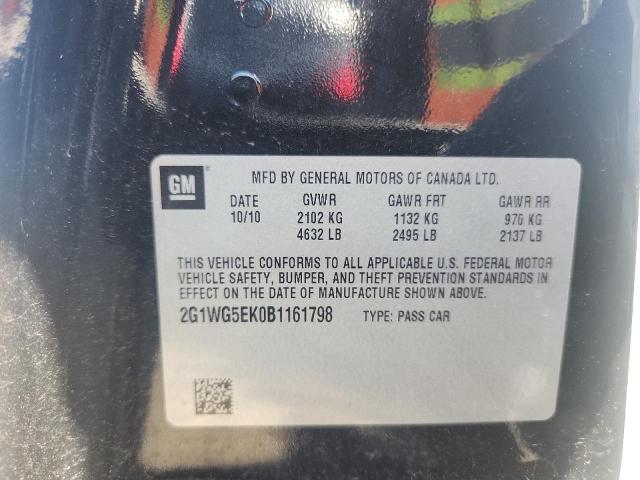 GM
MFD BY GENERAL MOTORS OF CANADA LTD.
DATE GVWR GAWR FRT GAWR RR
10/10 2102 KG 1132 KG 970 KG
4632 LB 2495 LB 2137 LB
THIS VEHICLE CONFORMS TO ALL APPLICABLE U.S. FEDERAL MOTOR
VEHICLE SAFETY, BUMPER, AND THEFT PREVENTION STANDARDS IN
EFFECT ON THE DATE OF MANUFACTURE SHOWN ABOVE.
2G1WG5EK0B1161798 TYPE: PASS CAR